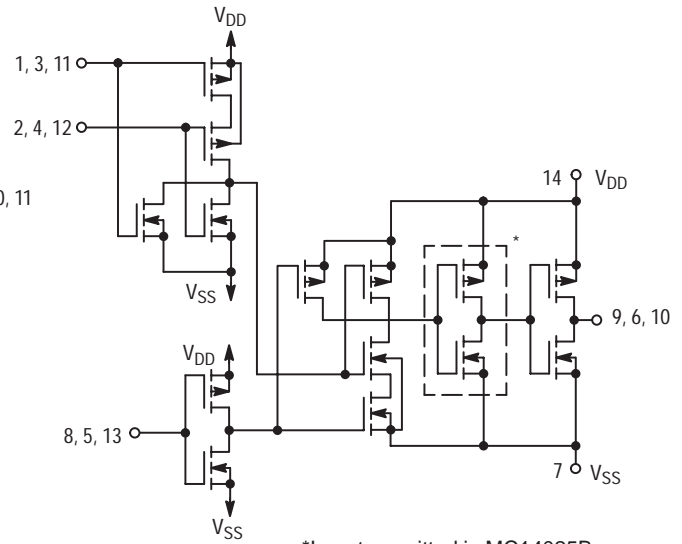 V_DD
1, 3, 11
2, 4, 12
0, 11
14 V_DD
*
V_SS
9, 6, 10
V_DD
8, 5, 13
7 V_SS
V_SS